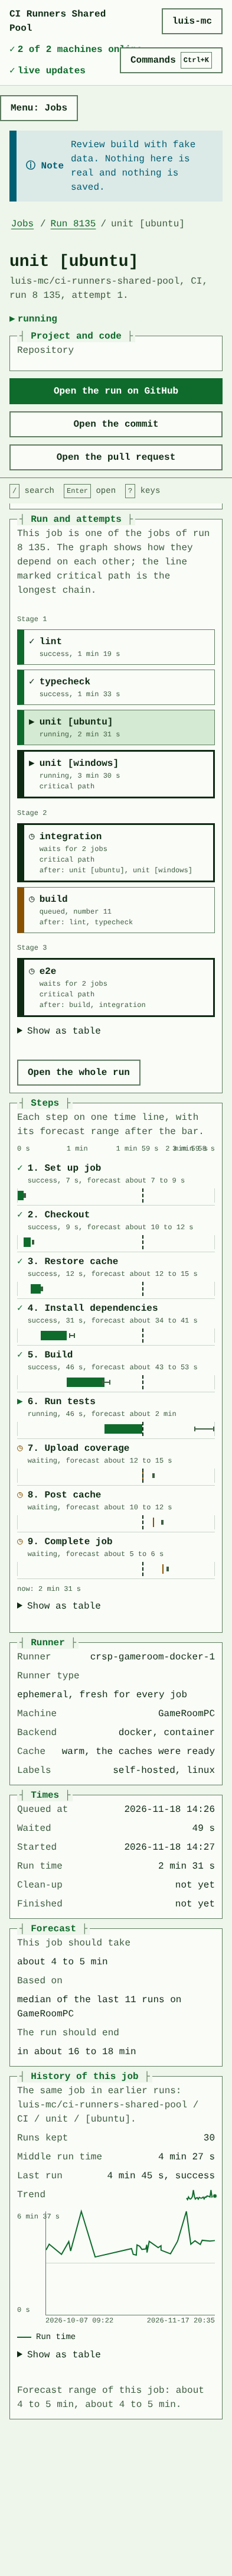 CI Runners Shared
Pool
luis-mc
✓ 2 of 2 machines
Commands Ctrl+K
✓ live updates
Menu: Jobs
Review build with fake
data. Nothing here is
ⓘ Note
real and nothing is
saved.
Jobs / Run 8135 / unit [ubuntu]
unit [ubuntu]
luis-mc/ci-runners-shared-pool, CI,
run 8 135, attempt 1.
▶ running
Project and code
Repository
Open the run on GitHub
Open the commit
Open the pull request
/ search Enter open ? keys
Run and attempts
This job is one of the jobs of run
8 135. The graph shows how they
depend on each other; the line
marked critical path is the
longest chain.
Stage 1
✓ lint
success, 1 min 19 s
✓ typecheck
success, 1 min 33 s
▶ unit [ubuntu]
running, 2 min 31 s
▶ unit [windows]
running, 3 min 30 s
critical path
Stage 2
◷ integration
waits for 2 jobs
critical path
after: unit [ubuntu], unit [windows]
◷ build
queued, number 11
after: lint, typecheck
Stage 3
◷ e2e
waits for 2 jobs
critical path
after: build, integration
▶ Show as table
Open the whole run
Steps
Each step on one time line, with
its forecast range after the bar.
0 s 1 min 1 min 59 s
✓ 1. Set up job
success, 7 s, forecast about 7 to 9 s
✓ 2. Checkout
success, 9 s, forecast about 10 to 12 s
✓ 3. Restore cache
success, 12 s, forecast about 12 to 15 s
✓ 4. Install dependencies
success, 31 s, forecast about 34 to 41 s
✓ 5. Build
success, 46 s, forecast about 43 to 53 s
▶ 6. Run tests
running, 46 s, forecast about 2 min
◷ 7. Upload coverage
waiting, forecast about 12 to 15 s
◷ 8. Post cache
waiting, forecast about 10 to 12 s
◷ 9. Complete job
waiting, forecast about 5 to 6 s
now: 2 min 31 s
▶ Show as table
Runner
Runner crsp-gameroom-docker-1
Runner type
ephemeral, fresh for every job
Machine GameRoomPC
Backend docker, container
Cache warm, the caches were ready
Labels self-hosted, linux
Times
Queued at 2026-11-18 14:26
Waited 49 s
Started 2026-11-18 14:27
Run time 2 min 31 s
Clean-up not yet
Finished not yet
Forecast
This job should take
about 4 to 5 min
Based on
median of the last 11 runs on
GameRoomPC
The run should end
in about 16 to 18 min
History of this job
The same job in earlier runs:
luis-mc/ci-runners-shared-pool /
CI / unit / [ubuntu].
Runs kept 30
Middle run time 4 min 27 s
Last run 4 min 45 s, success
Trend
6 min 37 s
0 s
2026-10-07 09:22 2026-11-17 20:35
Run time
▶ Show as table
Forecast range of this job: about
4 to 5 min, about 4 to 5 min.